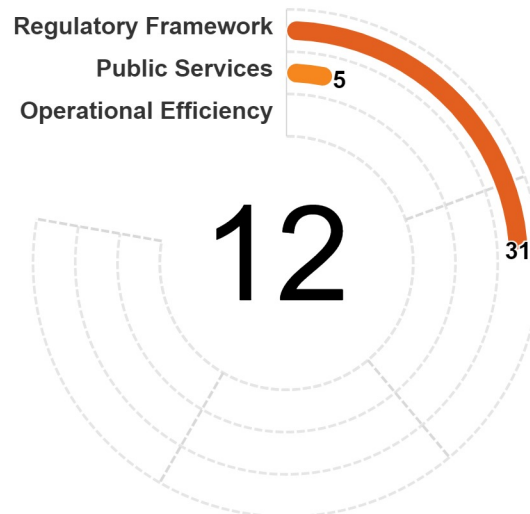 Regulatory Framework
Public Services
5
Operational Efficiency
12
31